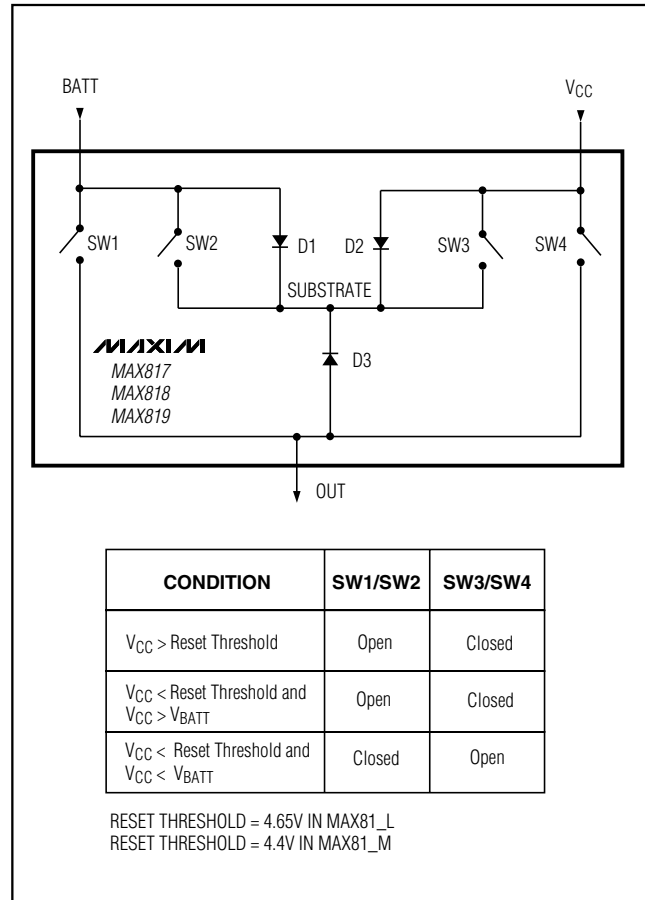 BATT
VCC
SW1
SW2
D1
D2
SW3
SW4
SUBSTRATE
D3
MAXIM
MAX817
MAX818
MAX819
OUT
CONDITION SW1/SW2 SW3/SW4
VCC > Reset Threshold Open Closed
VCC < Reset Threshold and
VCC > VBATT Open Closed
VCC < Reset Threshold and
VCC < VBATT Closed Open
RESET THRESHOLD = 4.65V IN MAX81_L
RESET THRESHOLD = 4.4V IN MAX81_M